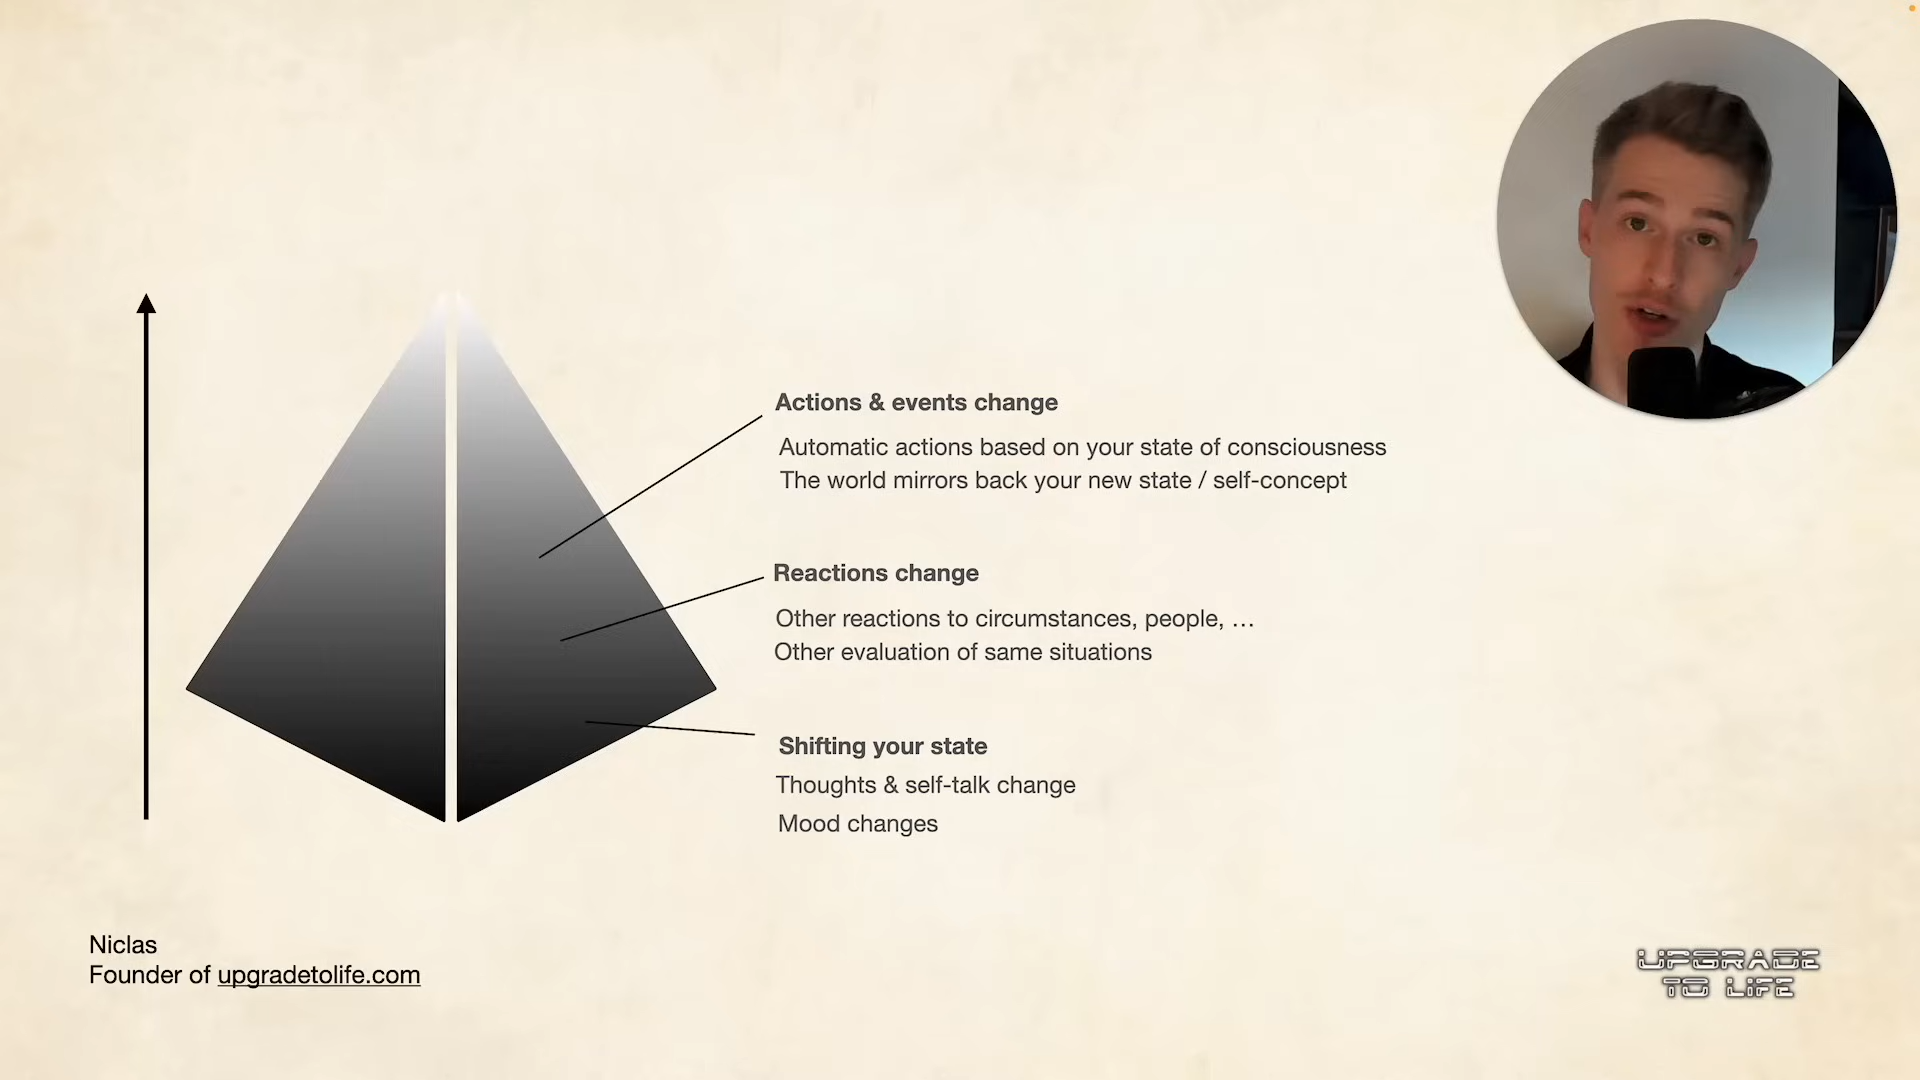 Actions & events change
Automatic actions based on your state of consciousness
The world mirrors back your new state / self-concept
Reactions change
Other reactions to circumstances, people, …
Other evaluation of same situations
Shifting your state
Thoughts & self-talk change
Mood changes
Niclas
Founder of upgradetolife.com
UPGRADE
TO LIFE